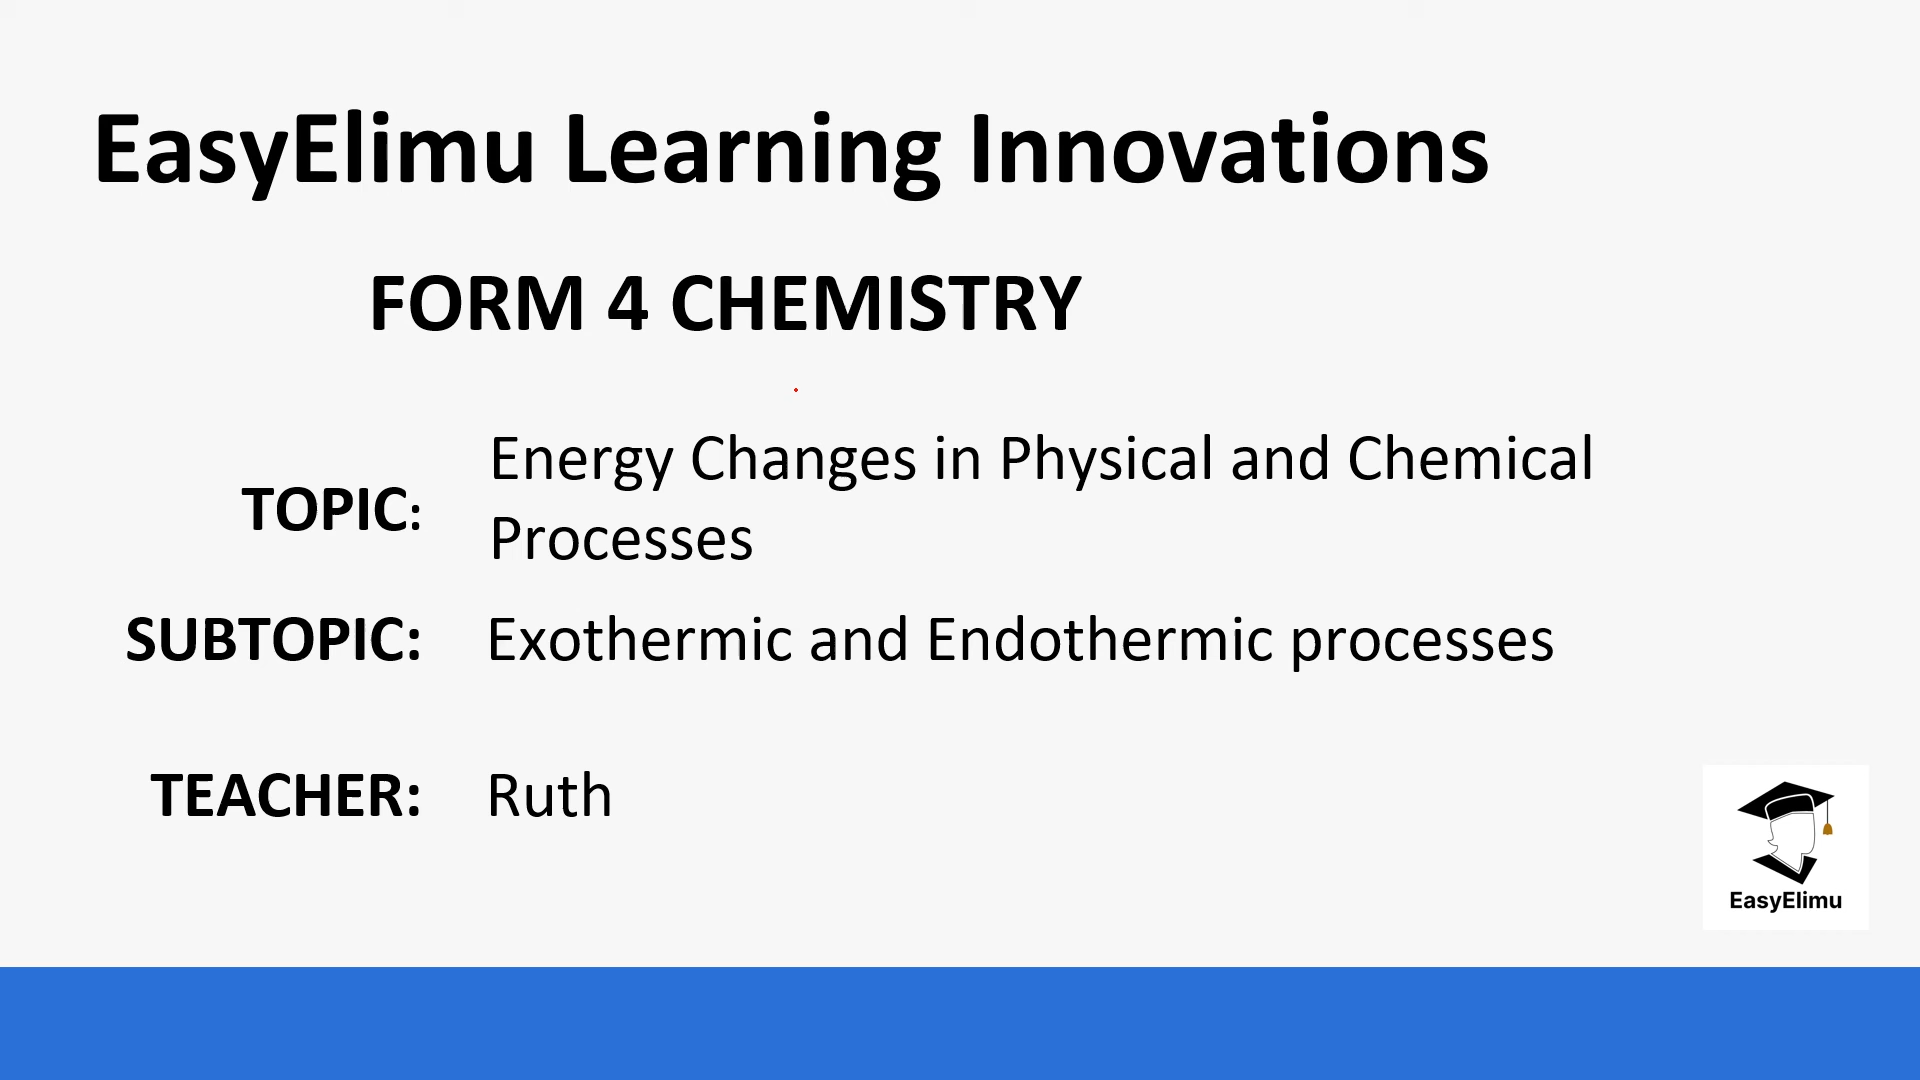 EasyElimu Learning Innovations
FORM 4 CHEMISTRY
TOPIC: Energy Changes in Physical and Chemical
Processes
SUBTOPIC: Exothermic and Endothermic processes
TEACHER: Ruth
EasyElimu